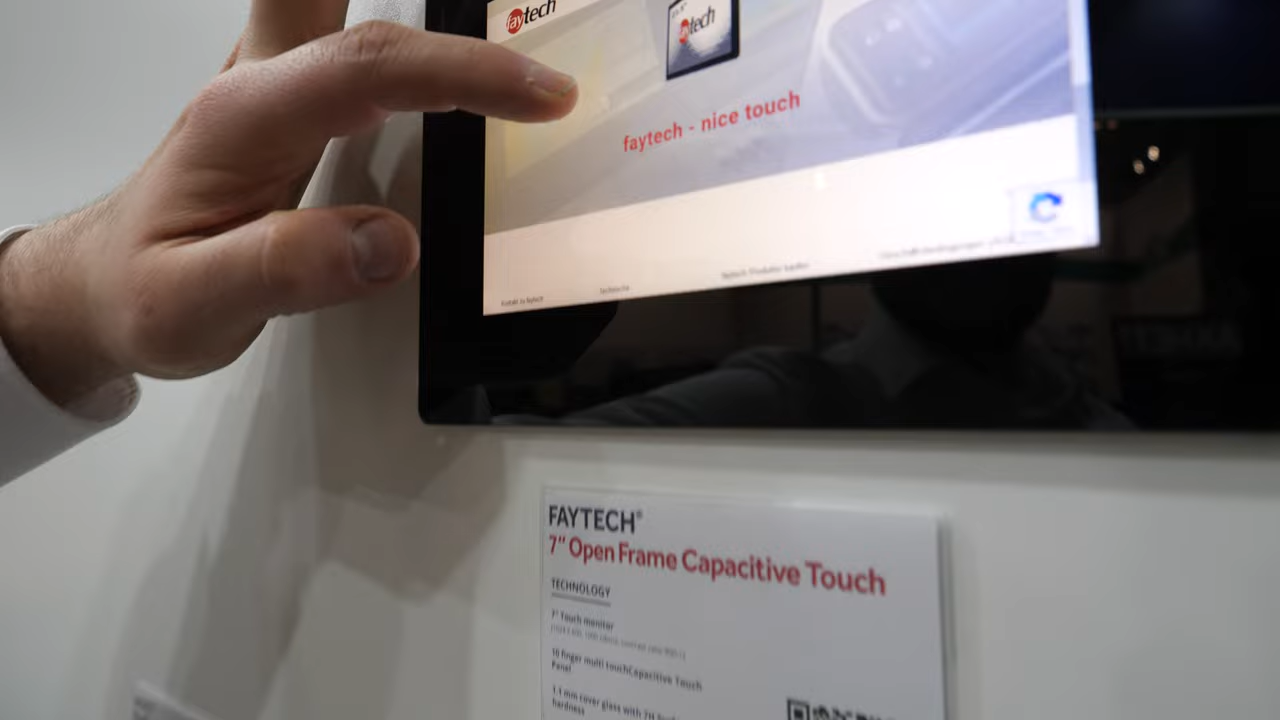 faytech
faytech
faytech - nice touch
FAYTECH®
7" Open Frame Capacitive Touch
TECHNOLOGY
7" Touch monitor
10 finger multi touchCapacitive Touch
Panel
1.1 mm cover glass with 7H
hardness